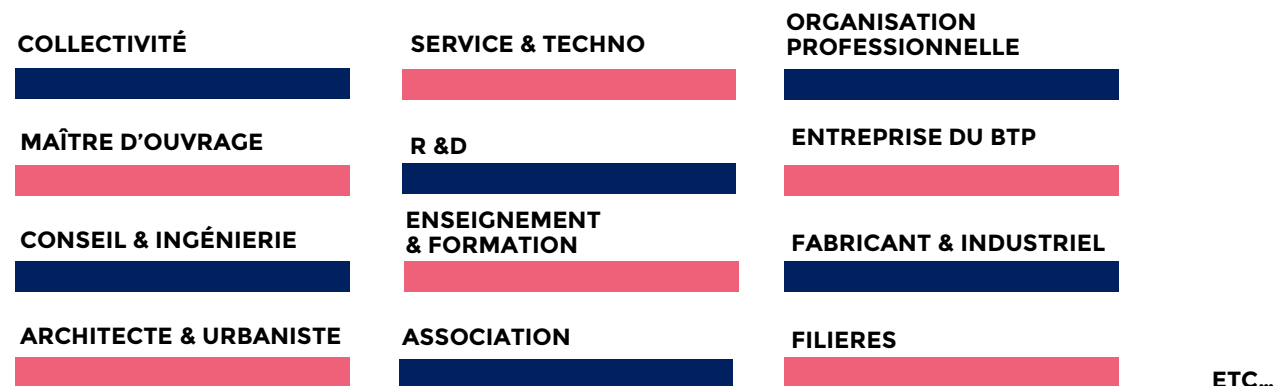 COLLECTIVITÉ
SERVICE & TECHNO
ORGANISATION
PROFESSIONNELLE
MAÎTRE D’OUVRAGE
R &D
ENTREPRISE DU BTP
CONSEIL & INGÉNIERIE
ENSEIGNEMENT
& FORMATION
FABRICANT & INDUSTRIEL
ARCHITECTE & URBANISTE
ASSOCIATION
FILIERES
ETC…